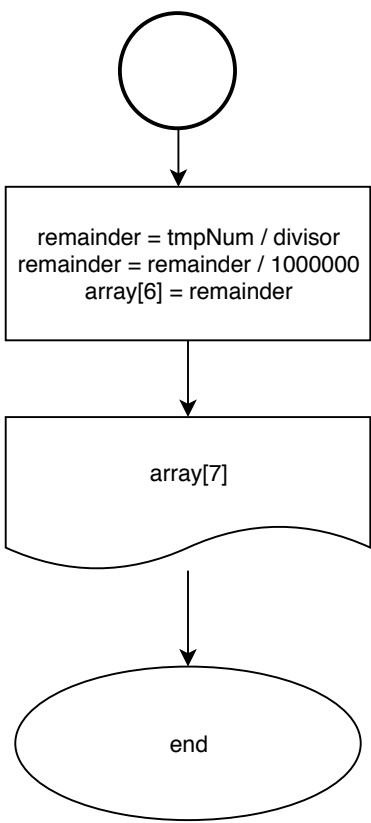 remainder = tmpNum / divisor
remainder = remainder / 1000000
array[6] = remainder
array[7]
end